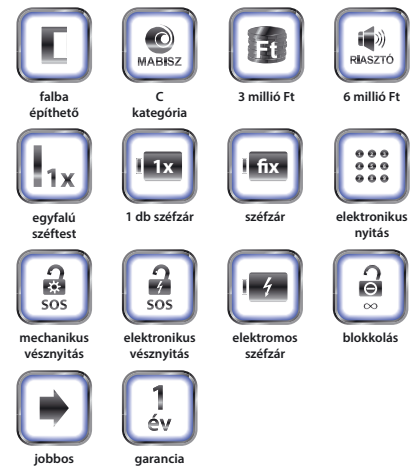 MABISZ
Ft
RIASZTÓ
falba
építhető
C
kategória
3 millió Ft
6 millió Ft
1x
1x
fix
egyfalú
széftest
1 db széfzár
széfzár
elektronikus
nyitás
SOS
SOS
∞
mechanikus
vésznyitás
elektronikus
vésznyitás
elektromos
széfzár
blokkolás
1
év
jobbos
garancia